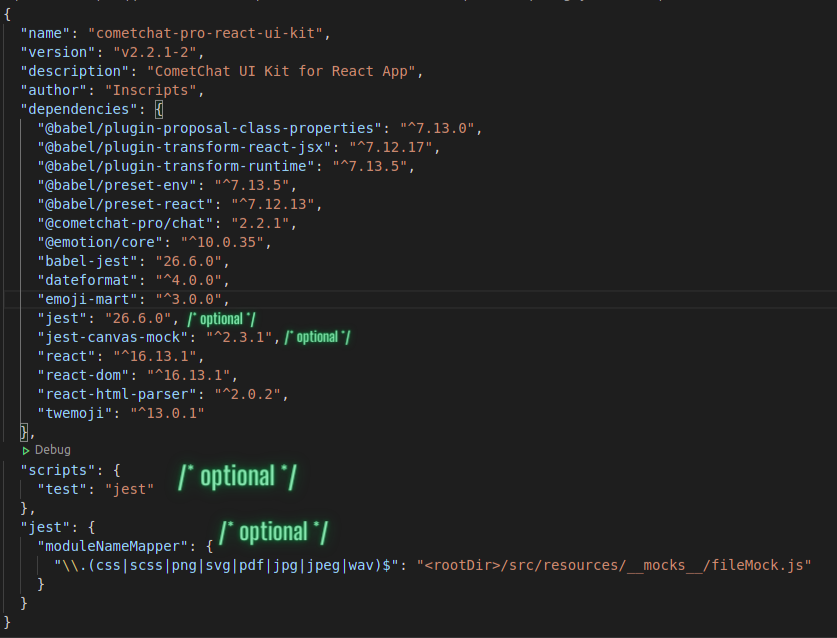 {
"name": "cometchat-pro-react-ui-kit",
"version": "v2.2.1-2",
"description": "CometChat UI Kit for React App",
"author": "Inscripts",
"dependencies": {
"@babel/plugin-proposal-class-properties": "^7.13.0",
"@babel/plugin-transform-react-jsx": "^7.12.17",
"@babel/plugin-transform-runtime": "^7.13.5",
"@babel/preset-env": "^7.13.5",
"@babel/preset-react": "^7.12.13",
"@cometchat-pro/chat": "2.2.1",
"@emotion/core": "^10.0.35",
"babel-jest": "26.6.0",
"dateformat": "^4.0.0",
"emoji-mart": "^3.0.0",
"jest": "26.6.0", /* optional */
"jest-canvas-mock": "^2.3.1", /* optional */
"react": "^16.13.1",
"react-dom": "^16.13.1",
"react-html-parser": "^2.0.2",
"twemoji": "^13.0.1"
},
Debug
"scripts": { /* optional */
"test": "jest"
},
"jest": { /* optional */
"moduleNameMapper": {
"\\.(css|scss|png|svg|pdf|jpg|jpeg|wav)$": "<rootDir>/src/resources/__mocks__/fileMock.js"
}
}
}